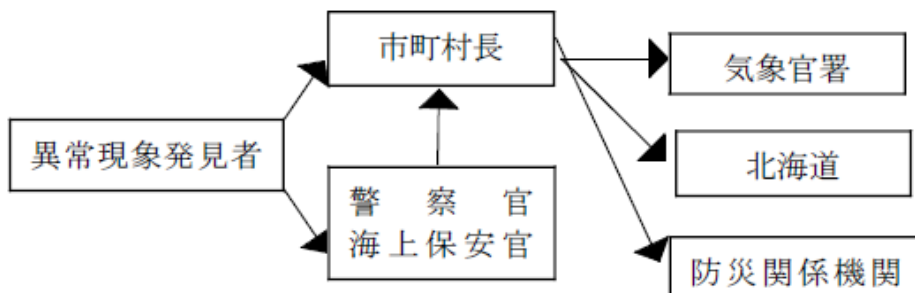 市町村長
気象官署
異常現象発見者
北海道
警察官
海上保安官
防災関係機関